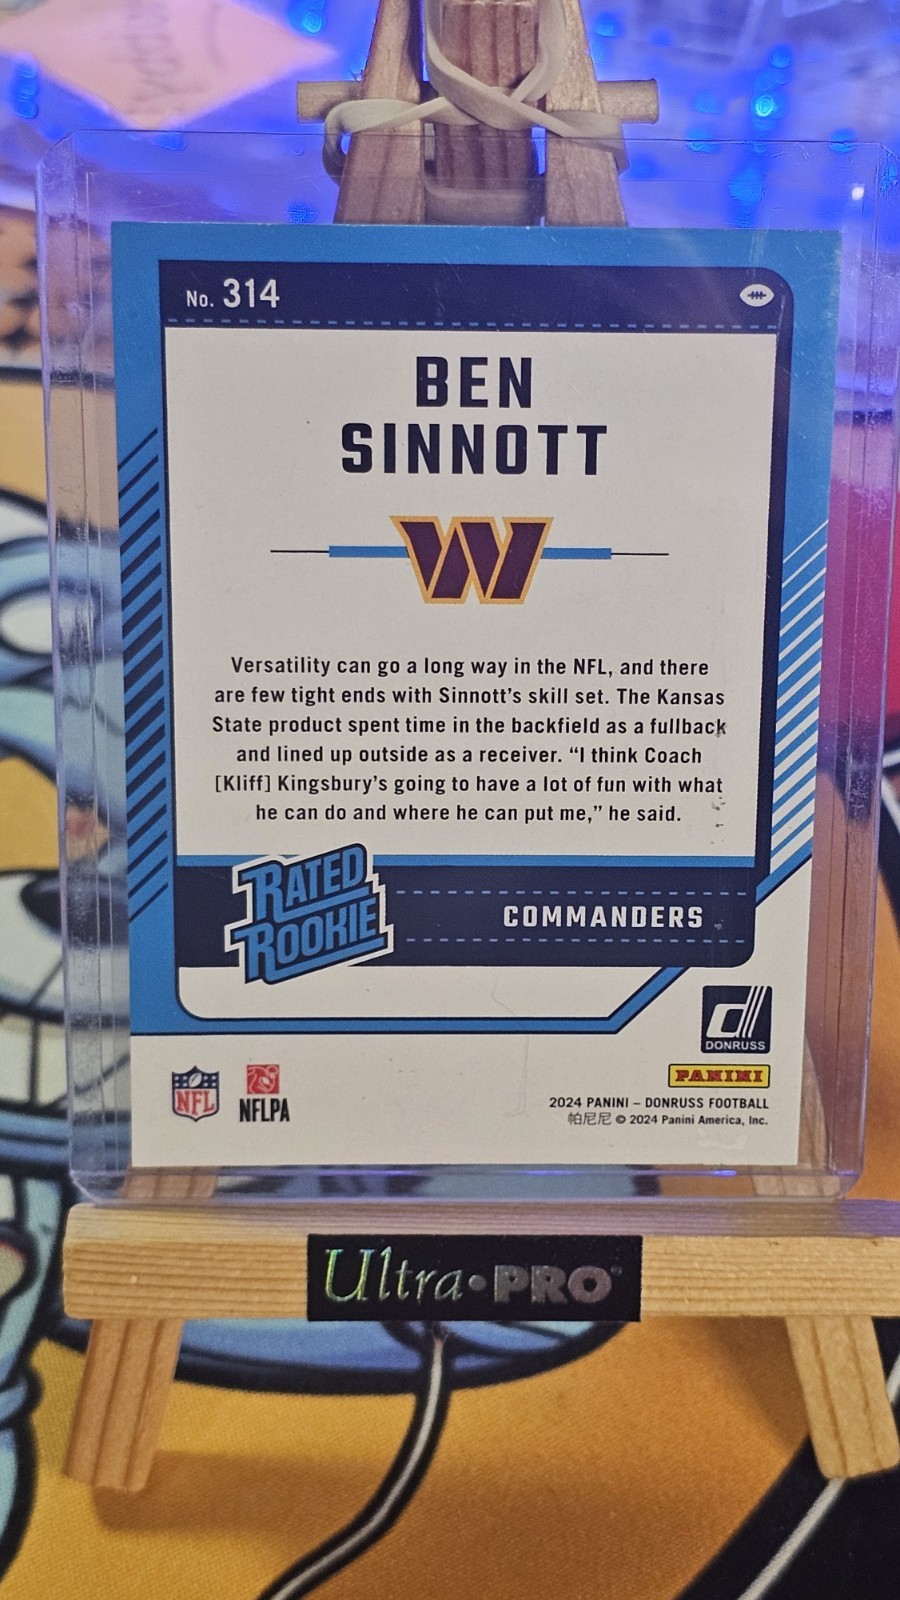 No. 314
BEN
SINNOTT
W
Versatility can go a long way in the NFL, and there
are few tight ends with Sinnott's skill set. The Kansas
State product spent time in the backfield as a fullback
and lined up outside as a receiver. “I think Coach
[Kliff] Kingsbury's going to have a lot of fun with what
he can do and where he can put me,” he said.
RATED
ROOKIE
COMMANDERS
d
DONRUSS
PANINI
NFL
NFLPA
2024 PANINI – DONRUSS FOOTBALL
帕尼尼 © 2024 Panini America, Inc.
Ultra•PRO